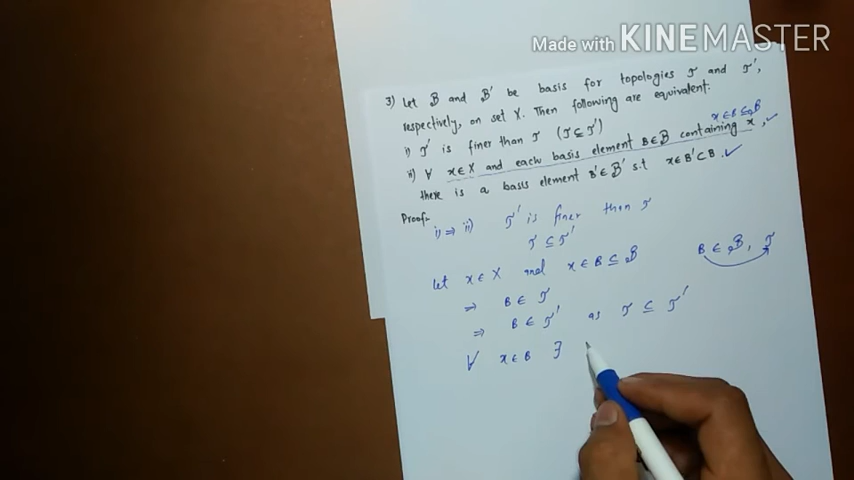 Made with KINEMASTER
3) Let B and B' be basis for topologies T and T',
respectively, on set X. Then following are equivalent:
i) T' is finer than T (T ⊆ T')
x ∈ B ⊆ B
ii) ∀ x ∈ X and each basis element B ∈ B containing x, ✓
there is a basis element B' ∈ B' s.t x ∈ B' ⊂ B. ✓
Proof:-
i) ⇒ ii) T' is finer than T
T ⊆ T'
Let x ∈ X and x ∈ B ⊆ B
B ∈ B, T
⇒ B ∈ T
⇒ B ∈ T' as T ⊆ T'
∀ x ∈ B ∃